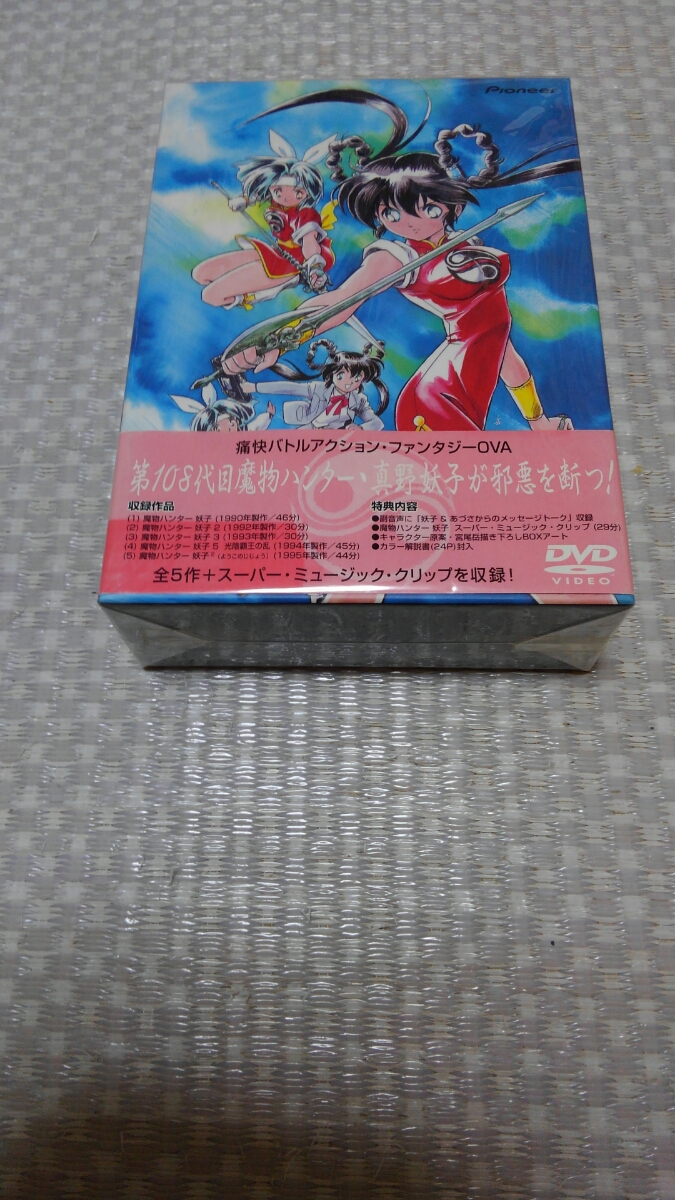 Pioneer
痛快バトルアクション・ファンタジーOVA
第108代目魔物ハンター・真野妖子が邪悪を断つ!
収録作品
(1) 魔物ハンター 妖子 (1990年製作/46分)
(2) 魔物ハンター 妖子 2 (1992年製作/30分)
(3) 魔物ハンター 妖子 3 (1993年製作/30分)
(4) 魔物ハンター 妖子 5 光陰覇王の乱 (1994年製作/45分)
(5) 魔物ハンター 妖子 (ようこのにじょう) (1995年製作/44分)
特典内容
●副音声に「妖子 & あづさからのメッセージトーク」収録
●魔物ハンター 妖子 スーパー・ミュージック・クリップ (29分)
●キャラクター原案・宮尾岳描き下ろしBOXアート
●カラー解説書(24P)封入
DVD
VIDEO
全5作+スーパー・ミュージック・クリップを収録!